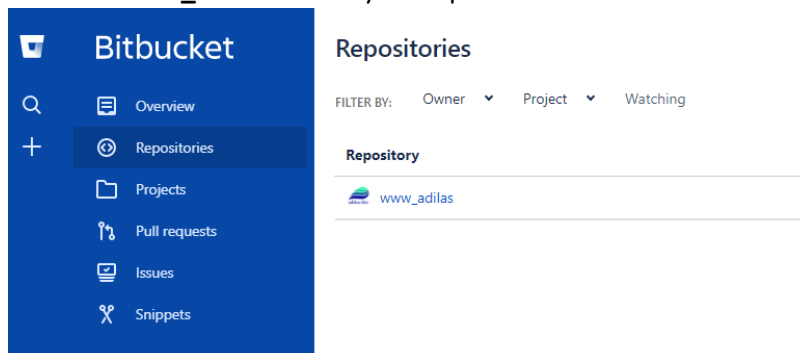 Bitbucket
Overview
Repositories
Projects
Pull requests
Issues
Snippets
Repositories
FILTER BY: Owner Project Watching
Repository
www_adilas